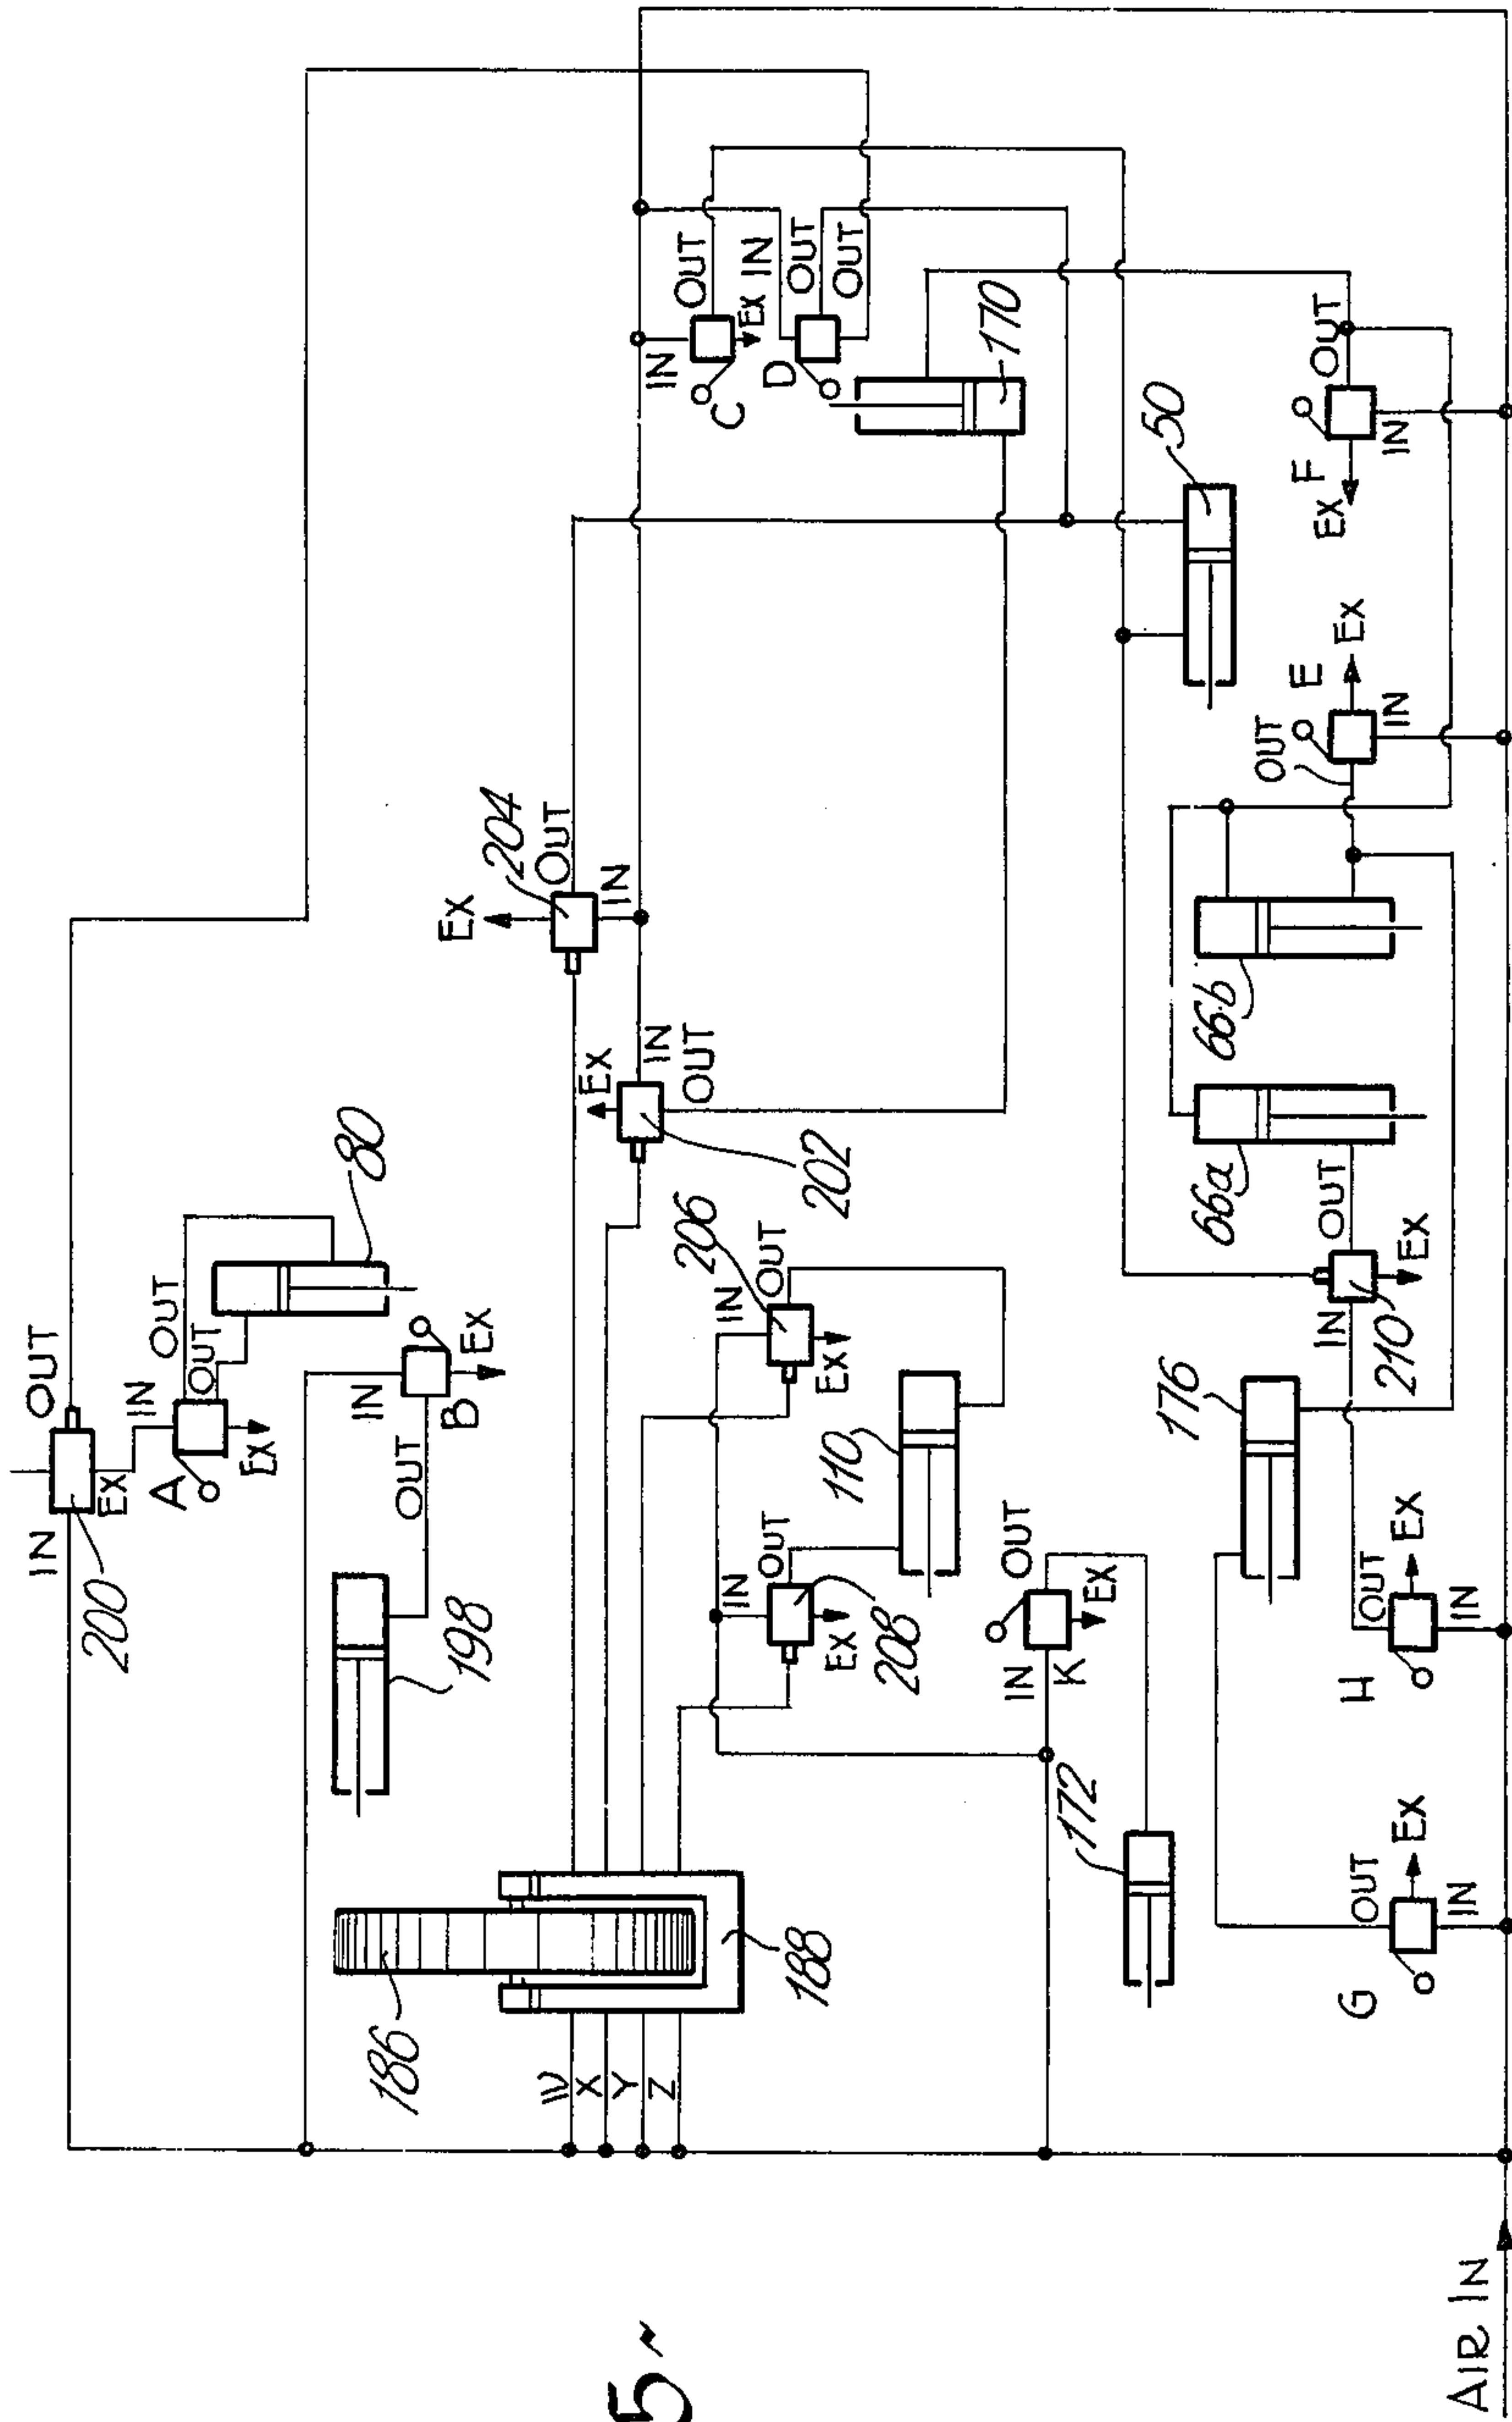 IN OUT
200 EX IN
A OUT
OUT
EX
80
IN
186
OUT
B EX
198
EX 204
OUT
W
EX
X
IN
Y
IN
Z
OUT
5~
206
IN
OUT
C
EX
IN
IN
OUT
188
202
D
OUT
EX
OUT
OUT
EX
208
110
170
IN
OUT
K
EX
172
176
50
66a
66b
OUT
E
F
OUT
G
OUT
H
OUT
IN
OUT
EX
EX
EX
EX
210
EX
IN
IN
IN
IN
AIR IN